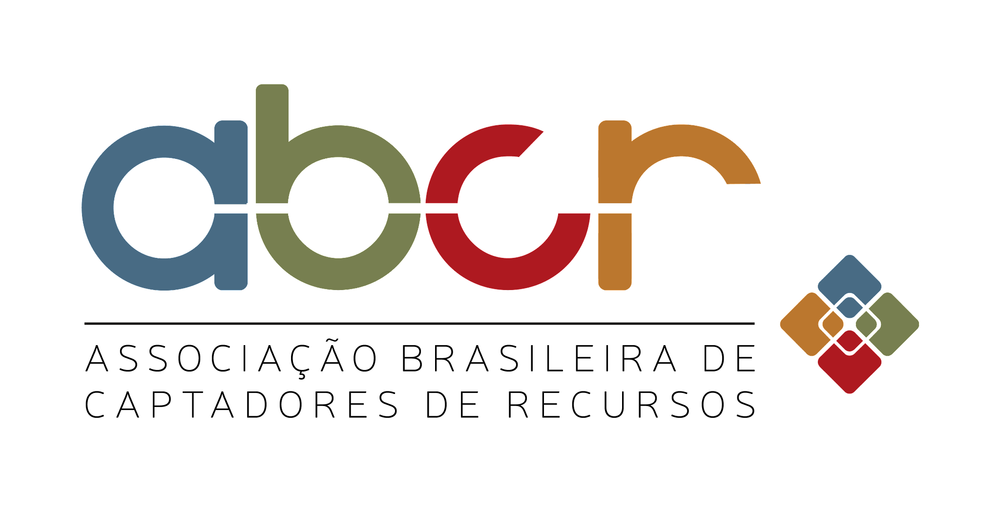 abcr
ASSOCIAÇÃO BRASILEIRA DE
CAPTADORES DE RECURSOS